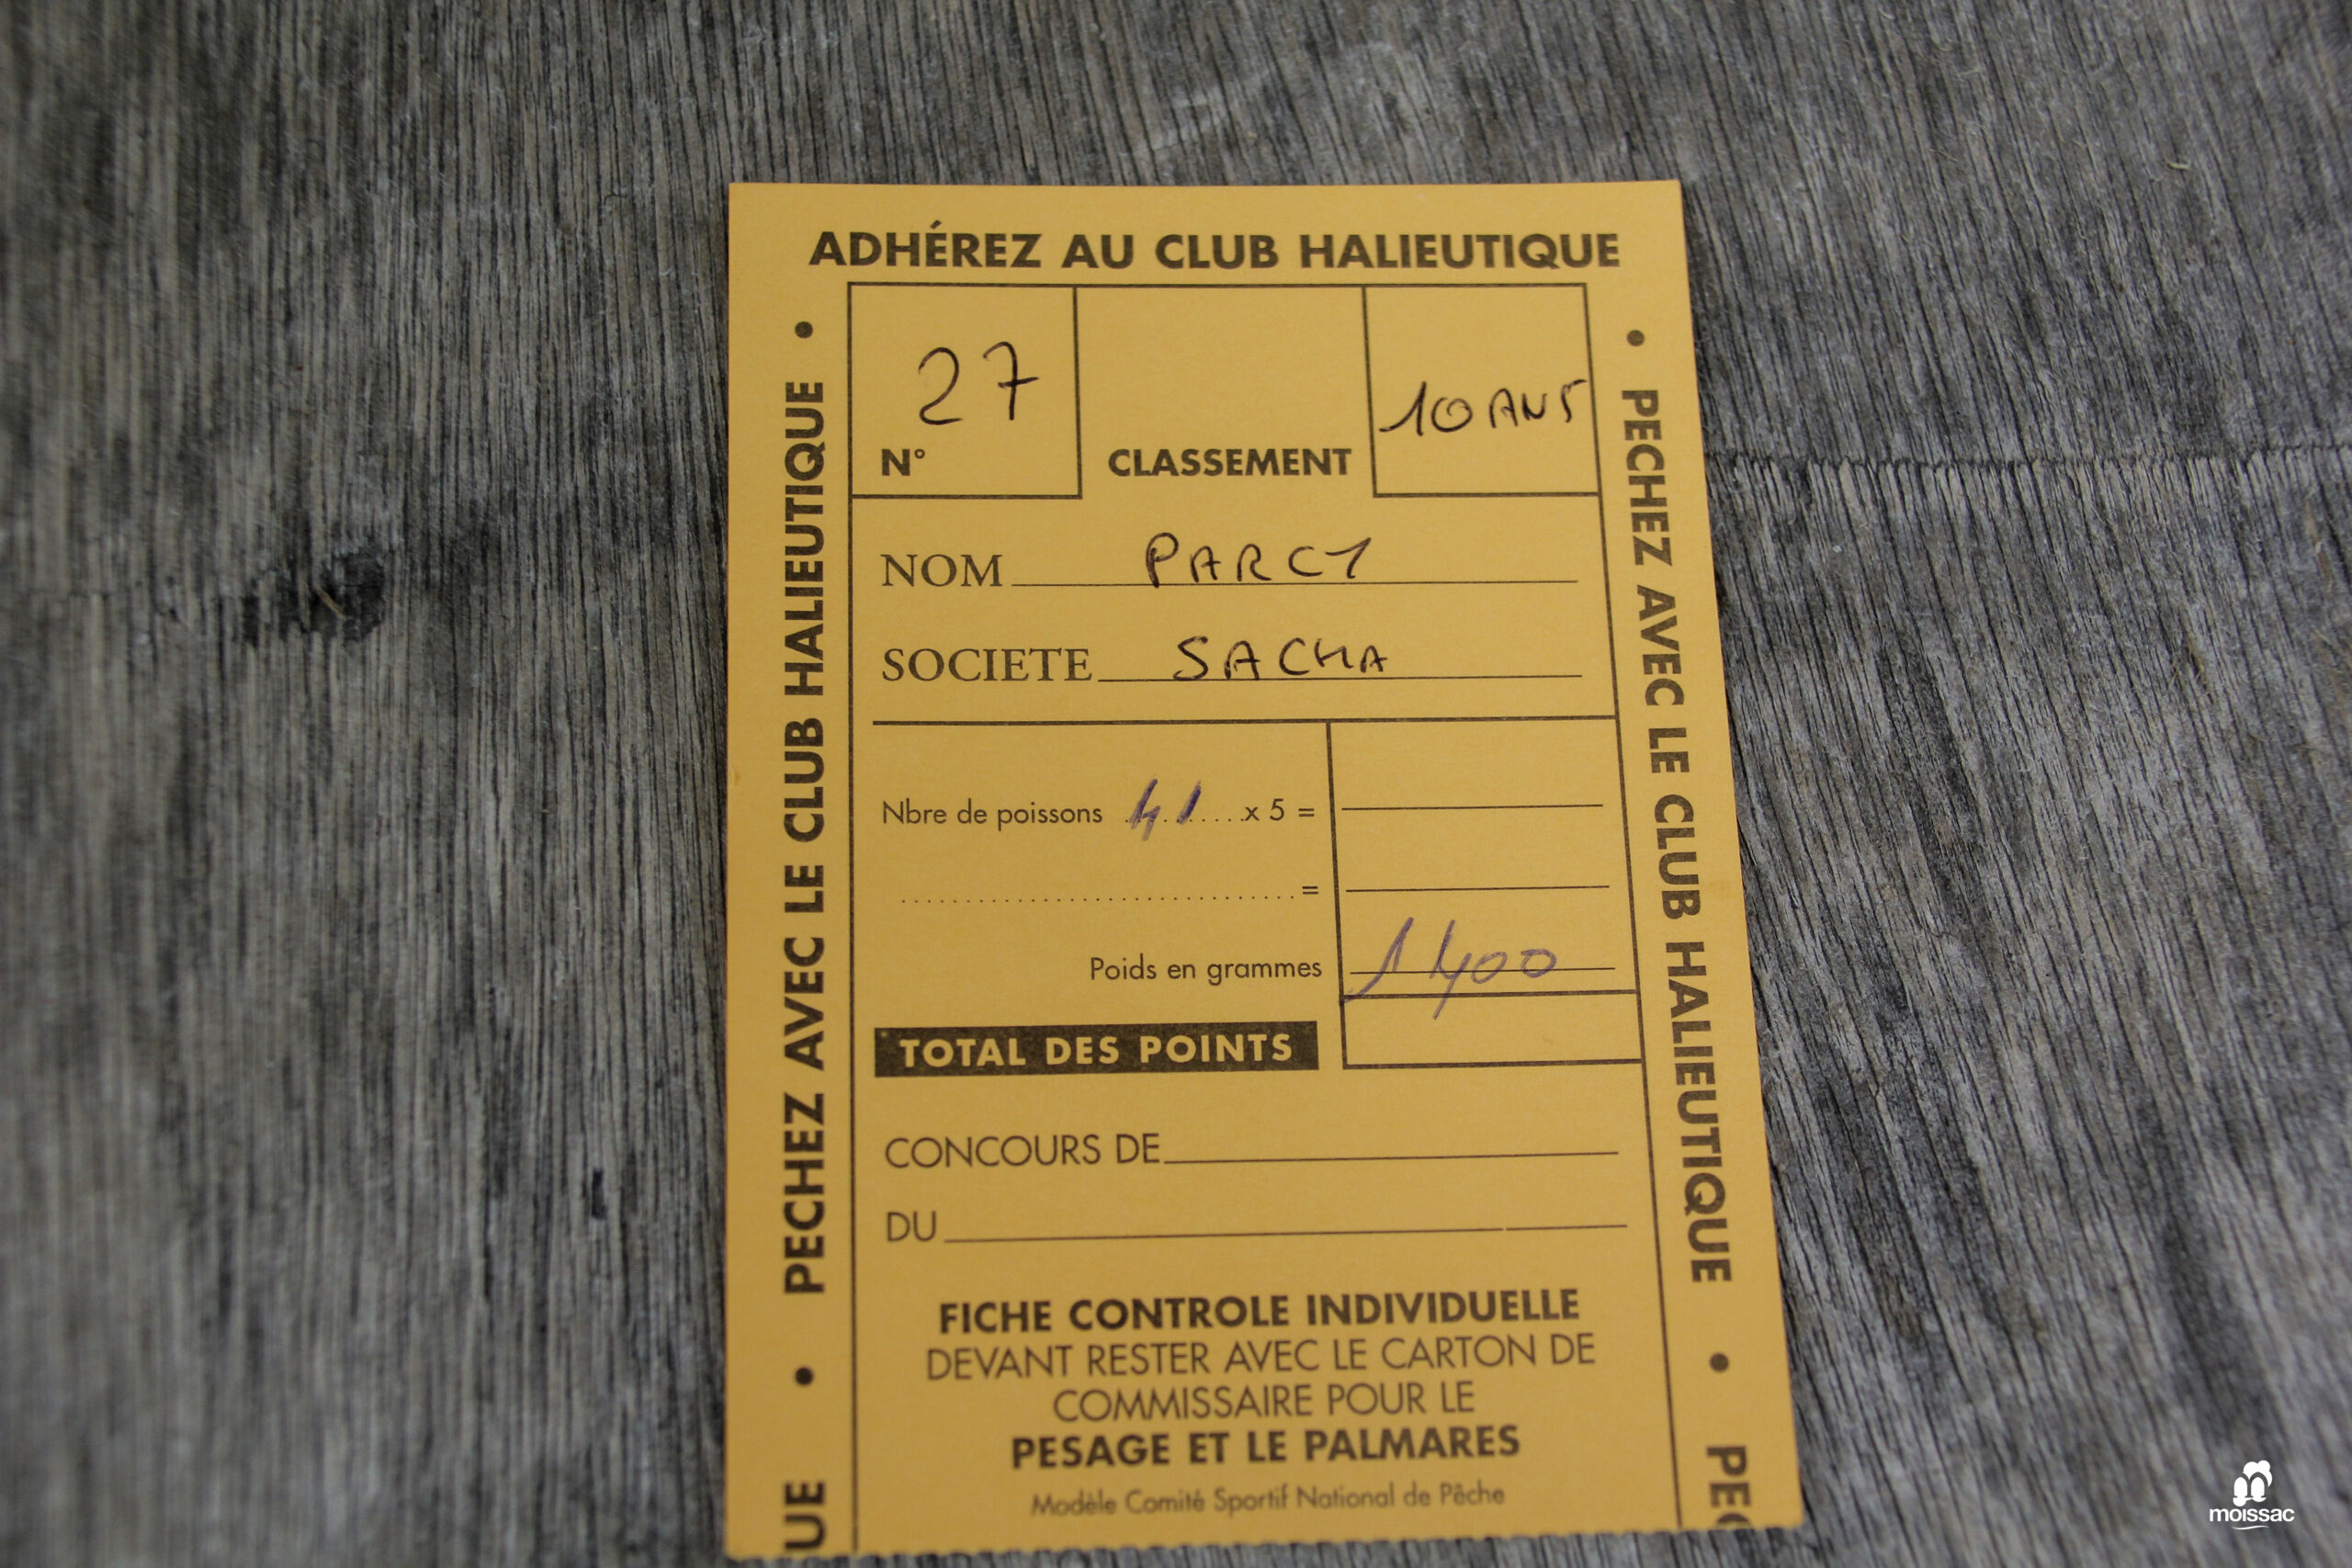 ADHÉREZ AU CLUB HALIEUTIQUE
• PECHEZ AVEC LE CLUB HALIEUTIQUE •
UE
27
N°
CLASSEMENT
10 ANS
NOM PARCY
SOCIETE SACHA
Nbre de poissons 41 x 5 =
=
Poids en grammes 1400
TOTAL DES POINTS
CONCOURS DE
DU
FICHE CONTROLE INDIVIDUELLE
DEVANT RESTER AVEC LE CARTON DE
COMMISSAIRE POUR LE
PESAGE ET LE PALMARES
Modèle Comité Sportif National de Pêche
• PECHEZ AVEC LE CLUB HALIEUTIQUE •
PEC
moissac